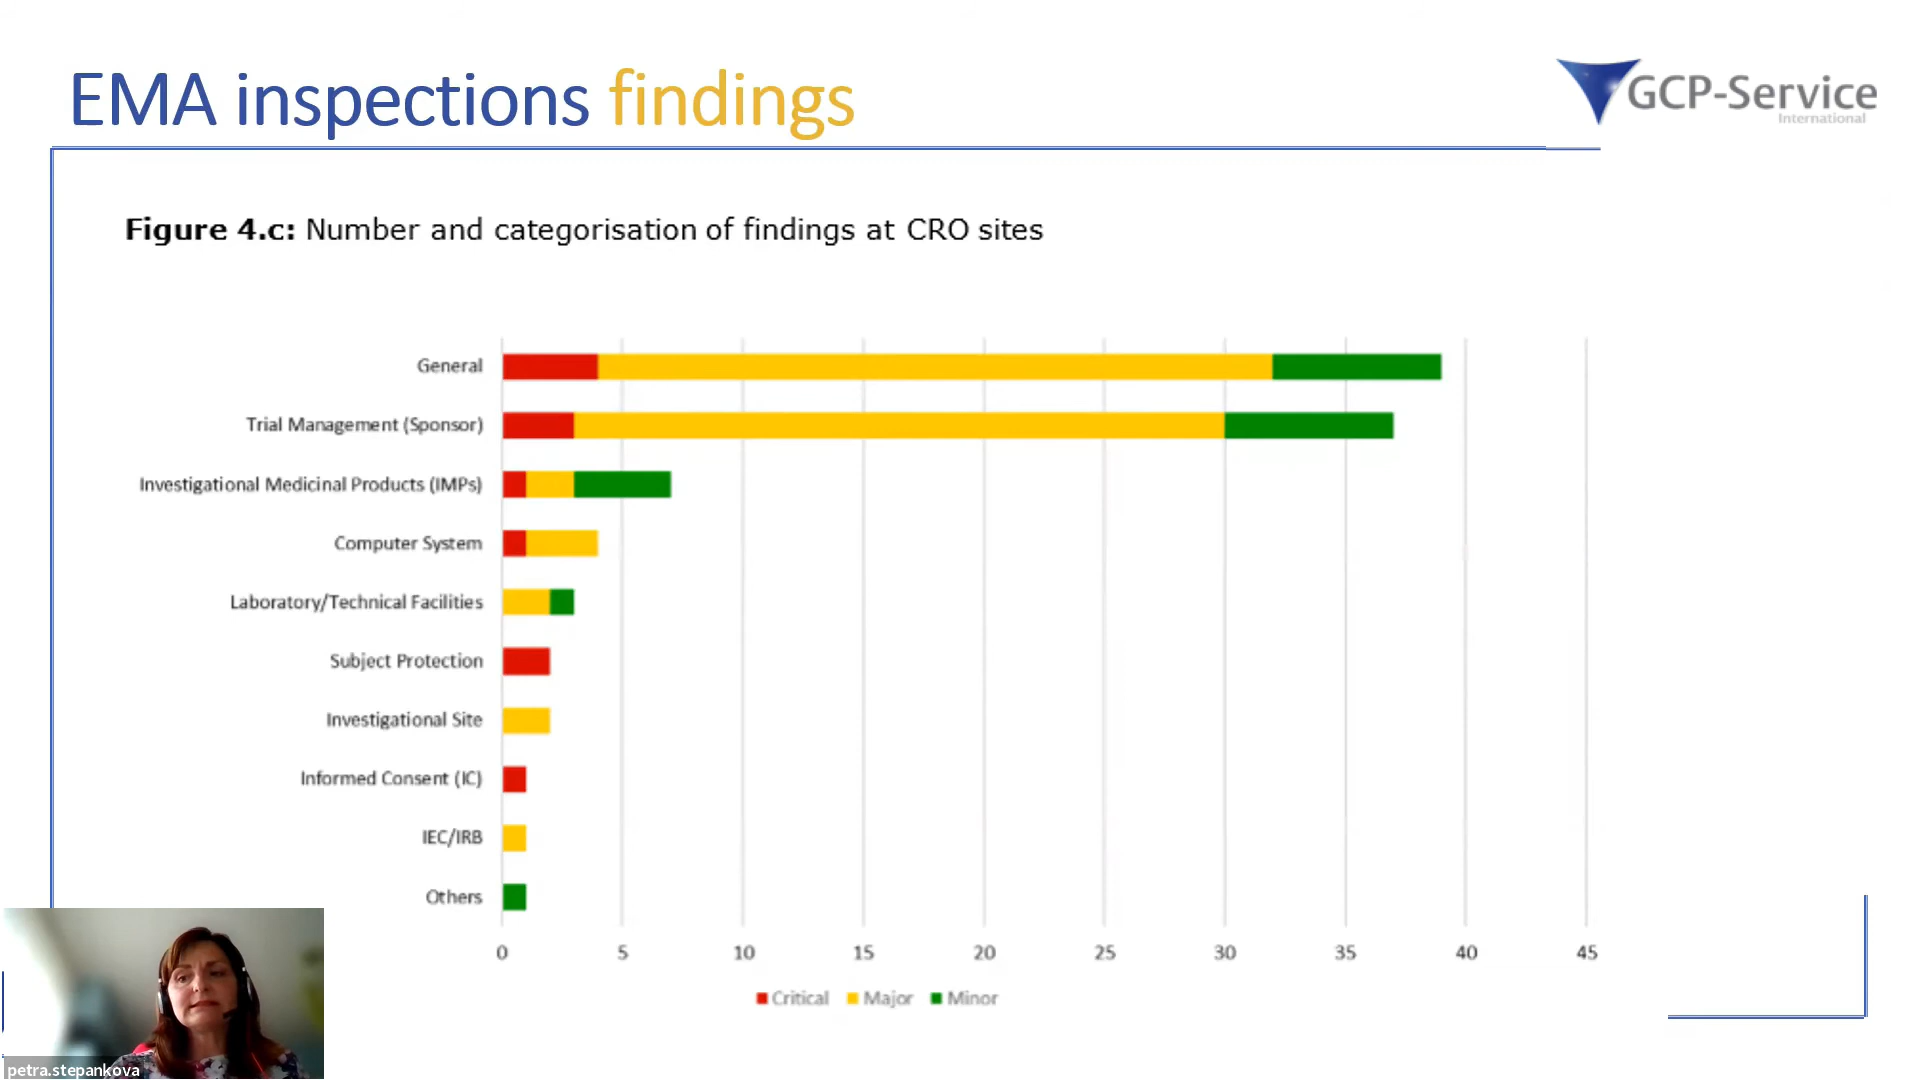 EMA inspections findings
GCP-Service
International
Figure 4.c: Number and categorisation of findings at CRO sites
General
Trial Management (Sponsor)
Investigational Medicinal Products (IMPs)
Computer System
Laboratory/Technical Facilities
Subject Protection
Investigational Site
Informed Consent (IC)
IEC/IRB
Others
0 5 10 15 20 25 30 35 40 45
Critical Major Minor
petra.stepankova